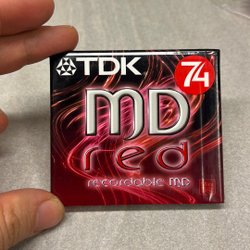 TDK 74
MD
red
recordable MD